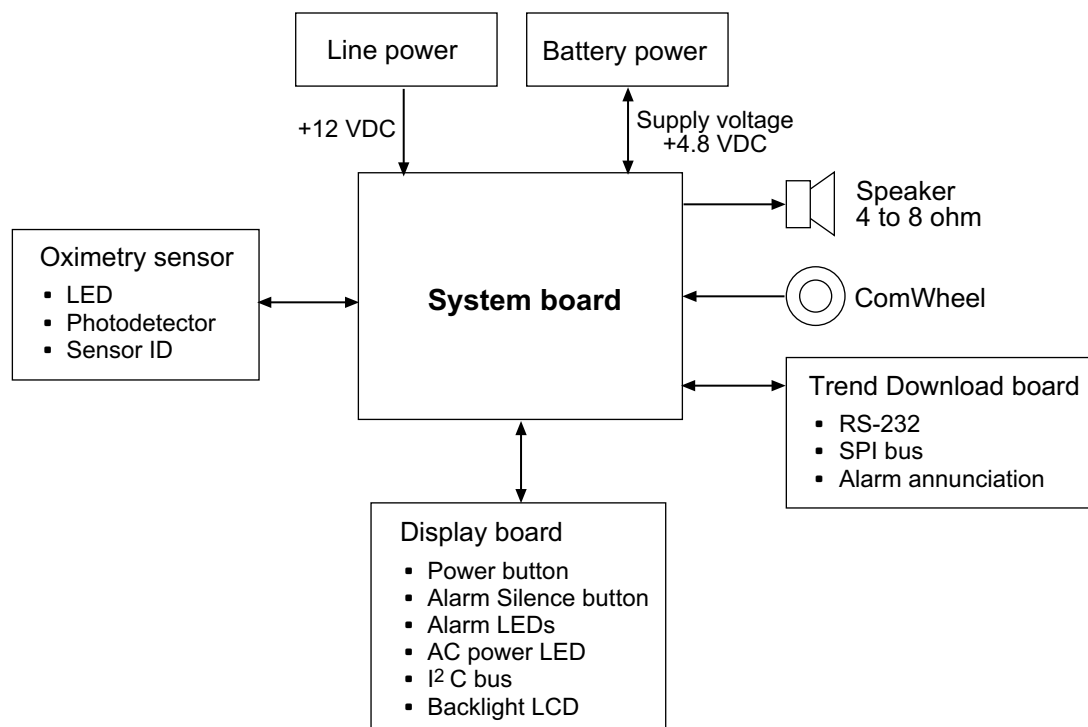 Line power
Battery power
+12 VDC
Supply voltage
+4.8 VDC
Speaker
4 to 8 ohm
Oximetry sensor
▪ LED
▪ Photodetector
▪ Sensor ID
System board
ComWheel
Trend Download board
▪ RS-232
▪ SPI bus
▪ Alarm annunciation
Display board
▪ Power button
▪ Alarm Silence button
▪ Alarm LEDs
▪ AC power LED
▪ I² C bus
▪ Backlight LCD